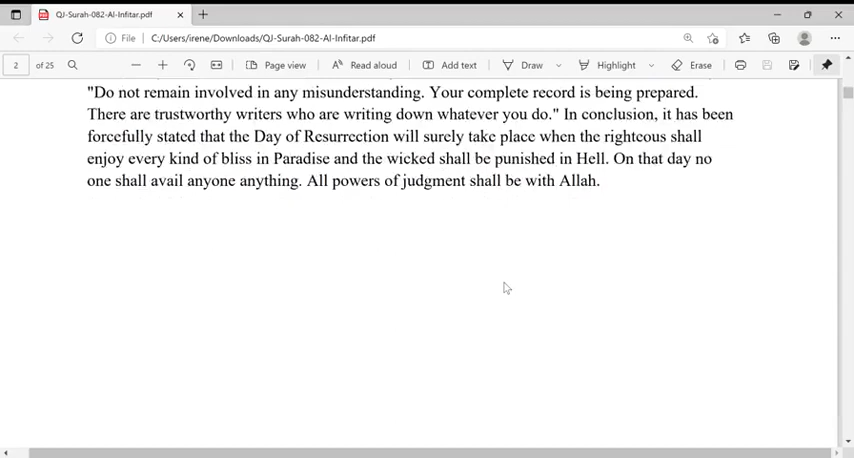 QJ-Surah-082-Al-Infitar.pdf
File C:/Users/irene/Downloads/QJ-Surah-082-Al-Infitar.pdf
2 of 25 Page view Read aloud Add text Draw Highlight Erase
"Do not remain involved in any misunderstanding. Your complete record is being prepared.
There are trustworthy writers who are writing down whatever you do." In conclusion, it has been
forcefully stated that the Day of Resurrection will surely take place when the righteous shall
enjoy every kind of bliss in Paradise and the wicked shall be punished in Hell. On that day no
one shall avail anyone anything. All powers of judgment shall be with Allah.